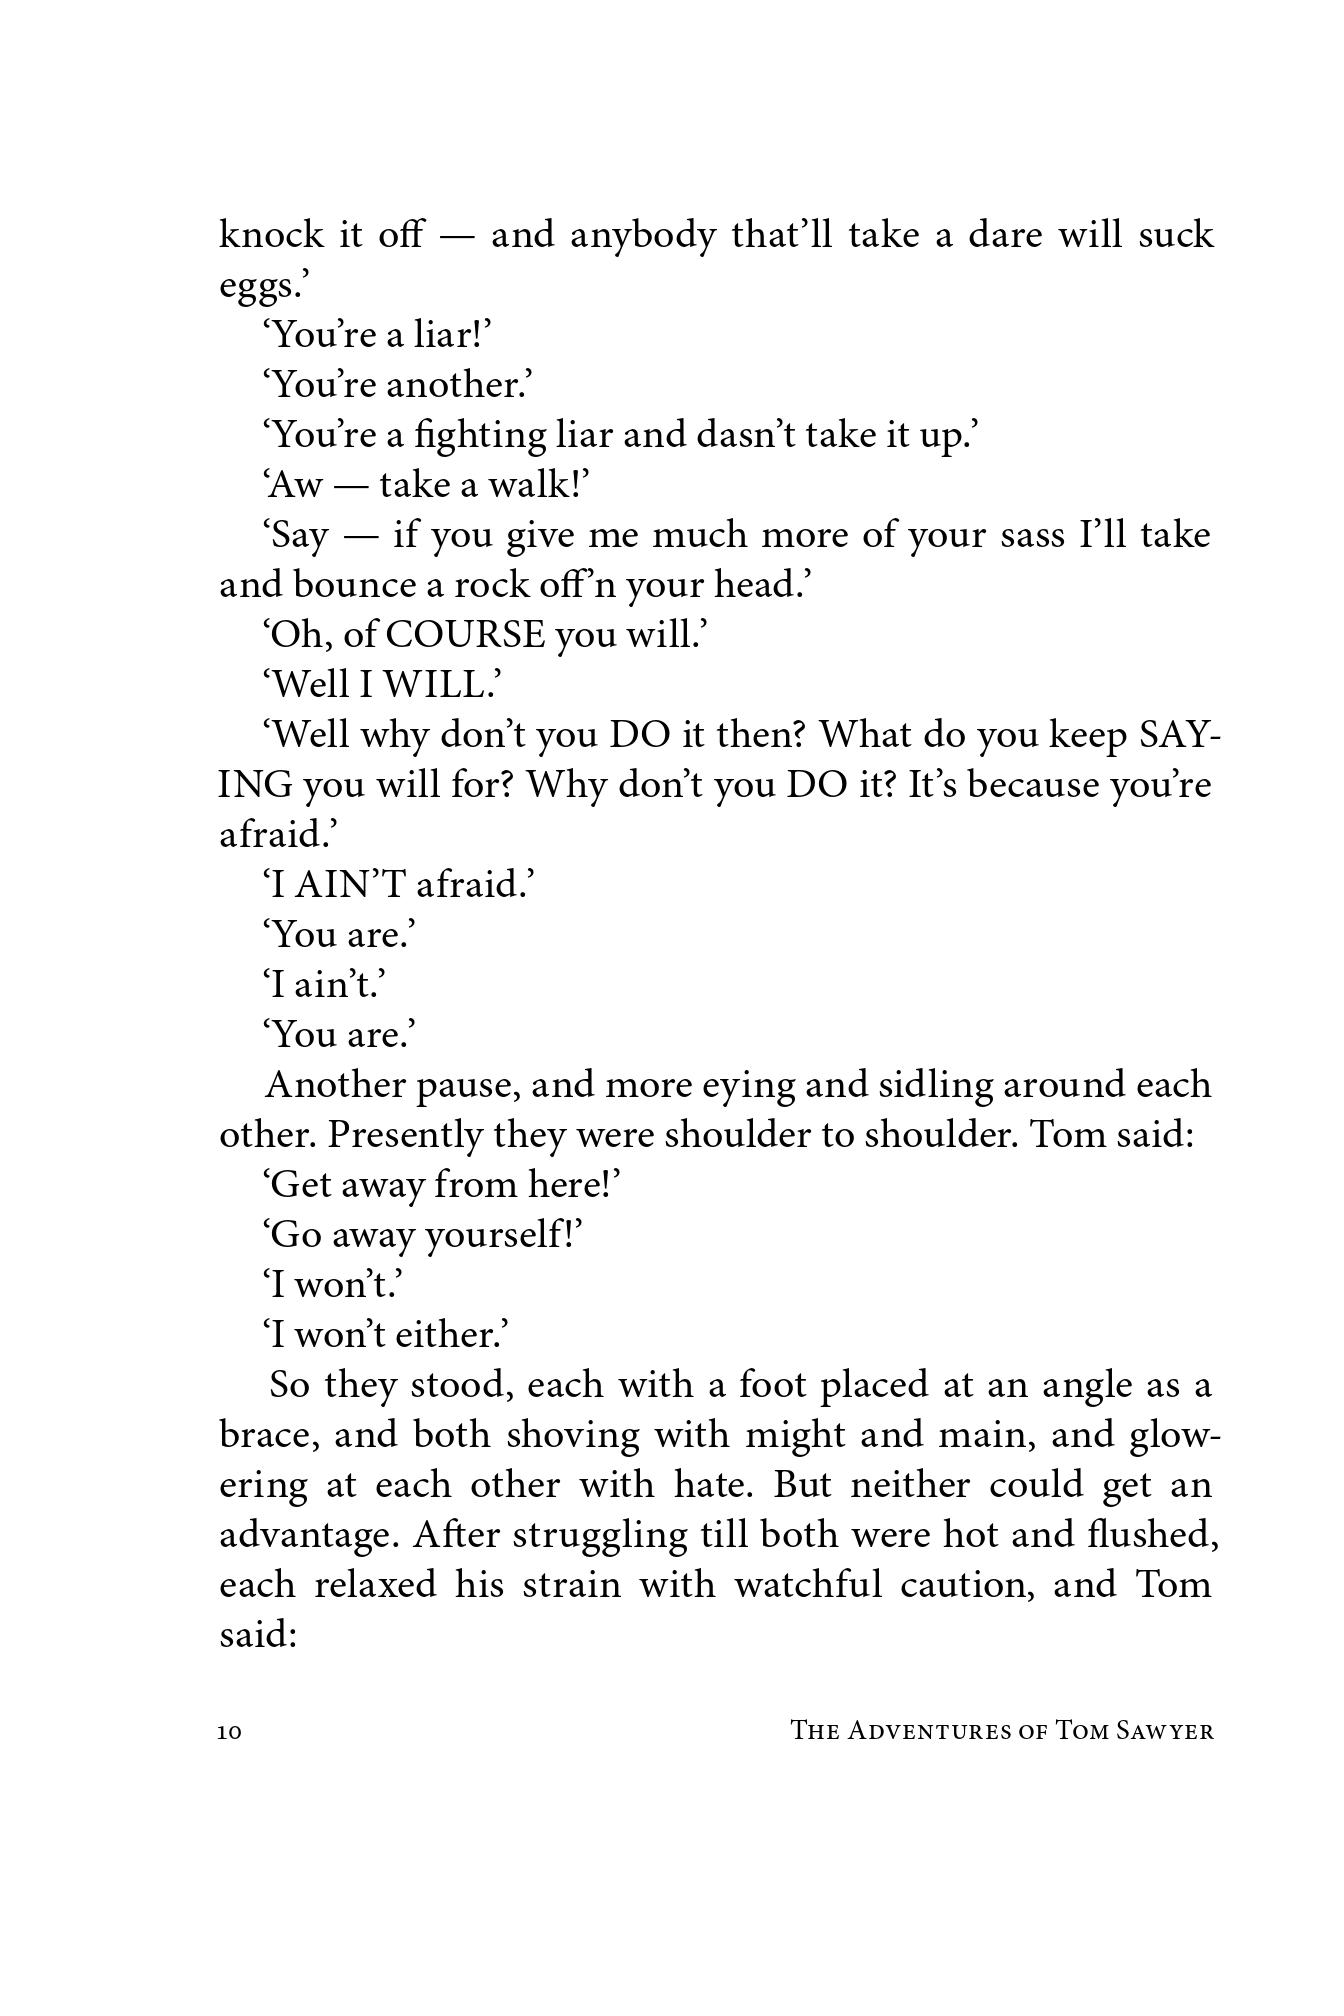 knock it off — and anybody that’ll take a dare will suck
eggs.’
‘You’re a liar!’
‘You’re another.’
‘You’re a fighting liar and dasn’t take it up.’
‘Aw — take a walk!’
‘Say — if you give me much more of your sass I’ll take
and bounce a rock off’n your head.’
‘Oh, of COURSE you will.’
‘Well I WILL.’
‘Well why don’t you DO it then? What do you keep SAY-
ING you will for? Why don’t you DO it? It’s because you’re
afraid.’
‘I AIN’T afraid.’
‘You are.’
‘I ain’t.’
‘You are.’
Another pause, and more eying and sidling around each
other. Presently they were shoulder to shoulder. Tom said:
‘Get away from here!’
‘Go away yourself!’
‘I won’t.’
‘I won’t either.’
So they stood, each with a foot placed at an angle as a
brace, and both shoving with might and main, and glow-
ering at each other with hate. But neither could get an
advantage. After struggling till both were hot and flushed,
each relaxed his strain with watchful caution, and Tom
said:
10 The Adventures of Tom Sawyer